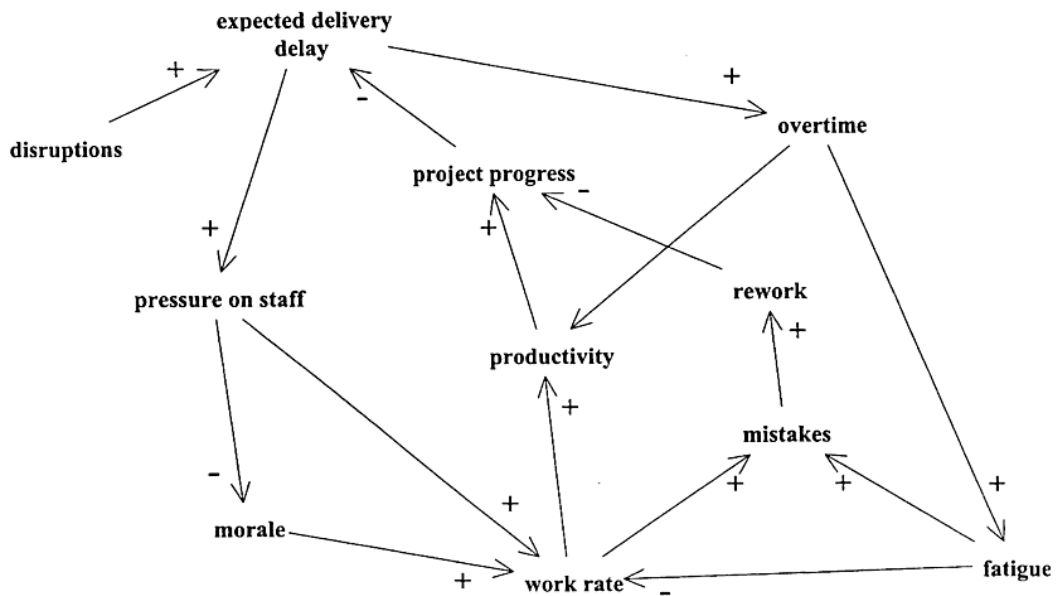 expected delivery
delay
+
+
-
disruptions
overtime
project progress
-
+
+
pressure on staff
rework
+
productivity
+
mistakes
-
+
+
+
+
morale
+
work rate
-
fatigue